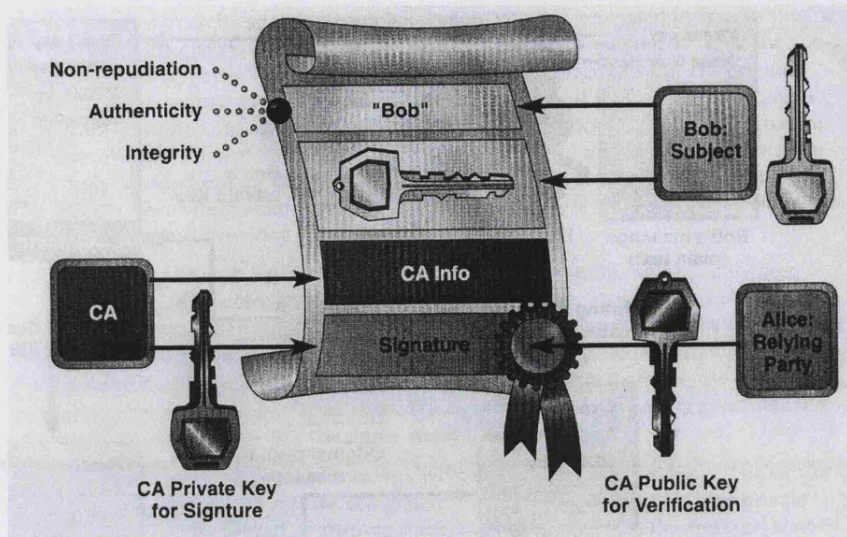 Non-repudiation
Authenticity
Integrity
"Bob"
Bob:
Subject
CA Info
CA
Signature
Alice:
Relying
Party
CA Private Key
for Signture
CA Public Key
for Verification